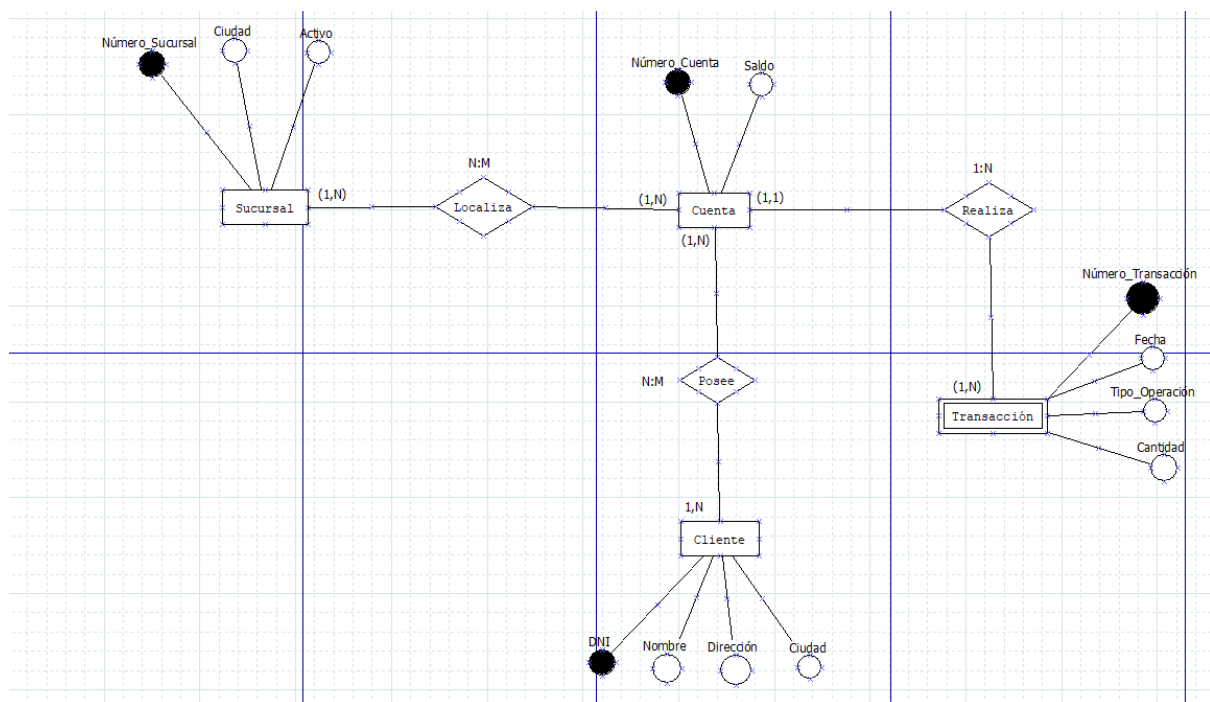 Número_Sucursal
Ciudad
Activo
Número_Cuenta
Saldo
N:M
1:N
Sucursal
(1,N)
Localiza
(1,N)
Cuenta
(1,1)
Realiza
(1,N)
Número_Transacción
Fecha
N:M
Posee
(1,N)
Tipo_Operación
Transacción
Cantidad
1,N
Cliente
DNI
Nombre
Dirección
Ciudad